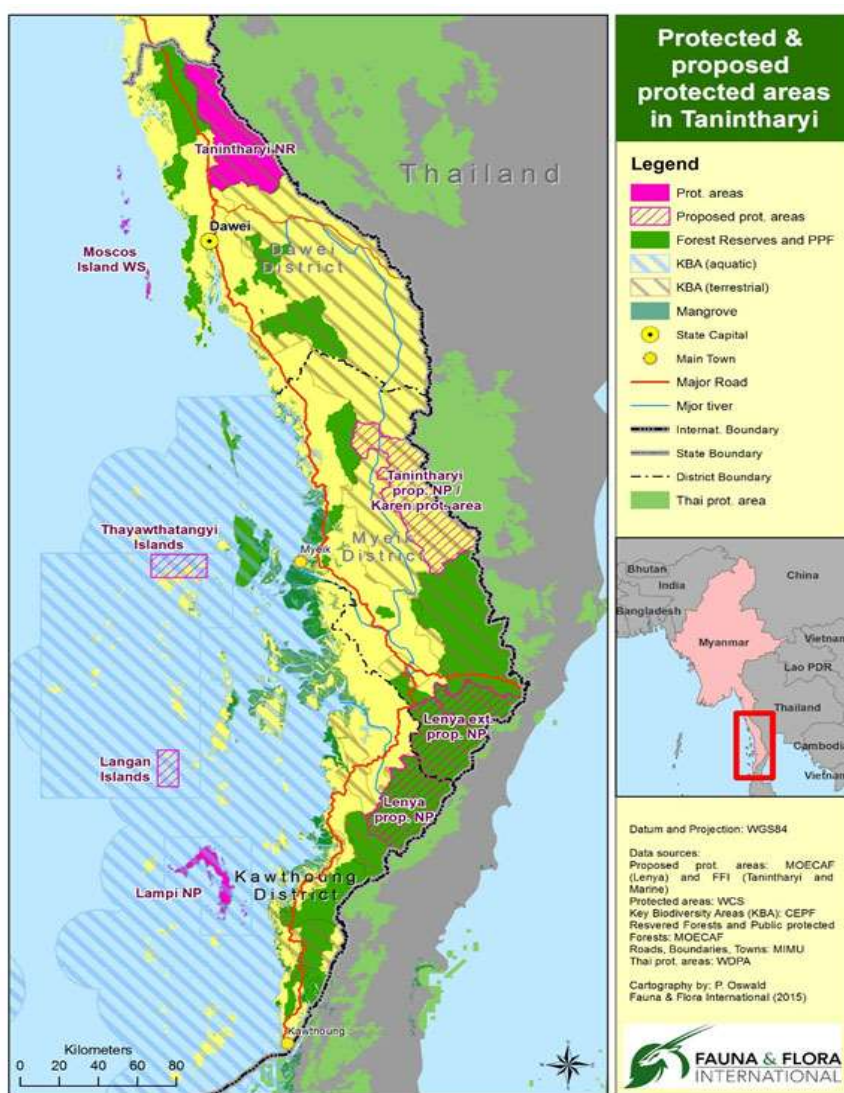 Protected &
proposed
protected areas
in Tanintharyi
Legend
Prot. areas
Proposed prot. areas
Forest Reserves and PPF
KBA (aquatic)
KBA (terrestrial)
Mangrove
State Capital
Main Town
Major Road
Mjor tiver
Internat. Boundary
State Boundary
District Boundary
Thai prot. area
Tanintharyi NR
Thailand
Dawei
Dawei
District
Moscos
Island WS
Tanintharyi
prop. NP /
Karen prot. area
Thayawthatangyi
Islands
Myeik
Myeik
District
Lenya ext.
prop. NP
Langan
Islands
Lenya
prop. NP
Kawthoung
District
Lampi NP
Kawthoung
Kilometers
0 20 40 80
Bhutan
India
China
Bangladesh
Myanmar
Vietnam
Lao PDR
Thailand
Cambodia
Vietnam
Datum and Projection: WGS84
Data sources:
Proposed prot. areas: MOECAF
(Lenya) and FFI (Tanintharyi and
Marine)
Protected areas: WCS
Key Biodiversity Areas (KBA): CEPF
Resverved Forests and Public protected
Forests: MOECAF
Roads, Boundaries, Towns: MIMU
Thai prot. areas: WDPA
Cartography by: P. Oswald
Fauna & Flora International (2015)
FAUNA & FLORA
INTERNATIONAL